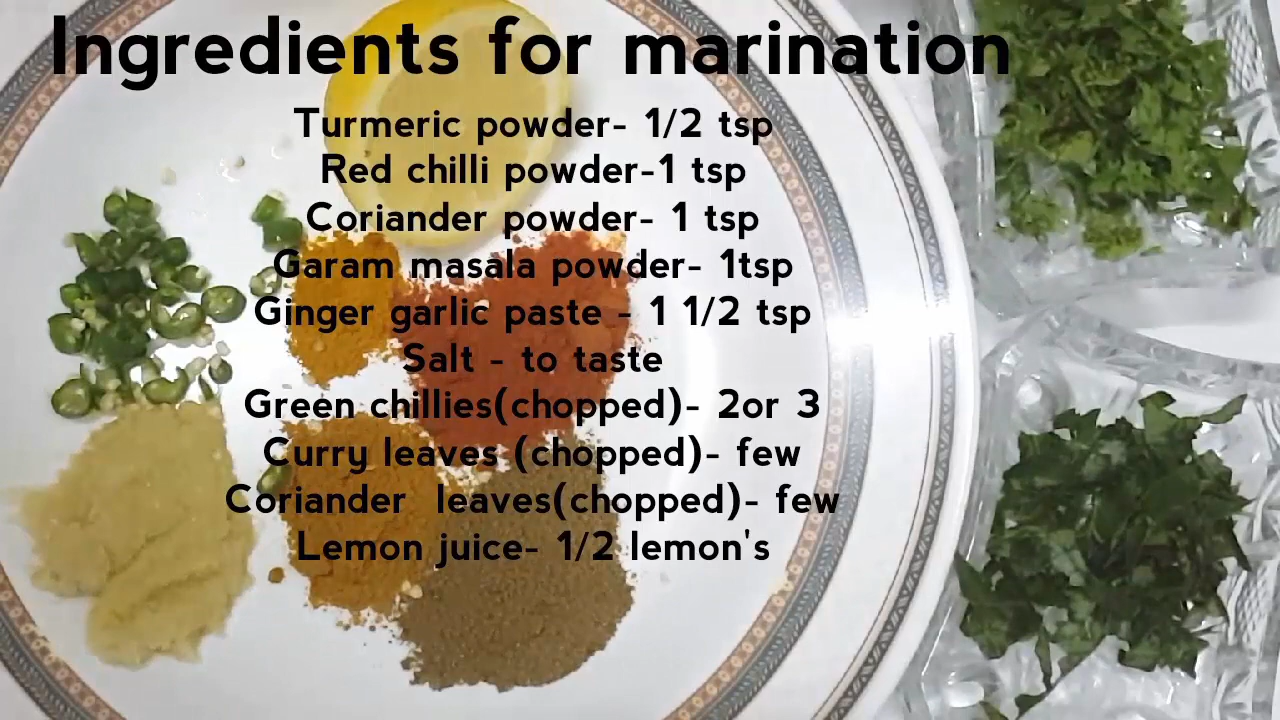 Ingredients for marination
Turmeric powder- 1/2 tsp
Red chilli powder-1 tsp
Coriander powder- 1 tsp
Garam masala powder- 1tsp
Ginger garlic paste - 1 1/2 tsp
Salt - to taste
Green chillies(chopped)- 2or 3
Curry leaves (chopped)- few
Coriander  leaves(chopped)- few
Lemon juice- 1/2 lemon's